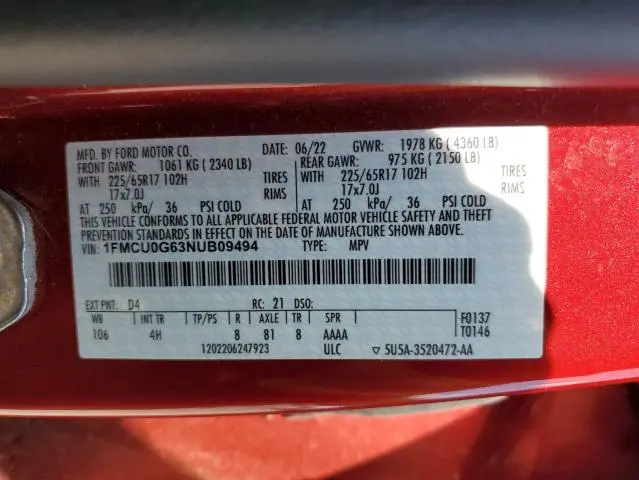 MFD. BY FORD MOTOR CO. DATE: 06/22 GVWR: 1978 KG ( 4360 LB)
FRONT GAWR: 1061 KG ( 2340 LB) REAR GAWR: 975 KG ( 2150 LB)
WITH 225/65R17 102H TIRES WITH 225/65R17 102H TIRES
17x7.0J RIMS 17x7.0J RIMS
AT 250 kPa/ 36 PSI COLD AT 250 kPa/ 36 PSI COLD
THIS VEHICLE CONFORMS TO ALL APPLICABLE FEDERAL MOTOR VEHICLE SAFETY AND THEFT
PREVENTION STANDARDS IN EFFECT ON THE DATE OF MANUFACTURE SHOWN ABOVE.
VIN: 1FMCU0G63NUB09494 TYPE: MPV
EXT PNT: D4 RC: 21 DSO:
WB INT TR TP/PS R AXLE TR SPR F0137
106 4H 8 81 8 AAAA T0146
1202206247923 ULC ▽ 5U5A-3520472-AA